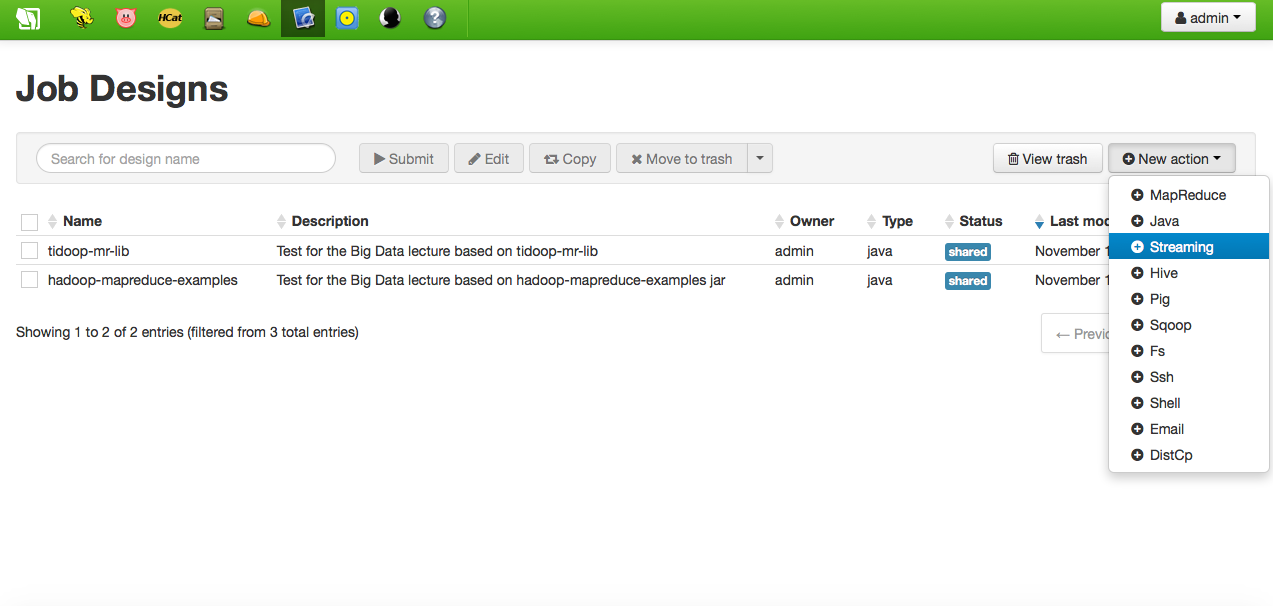 HCat
admin
Job Designs
Search for design name
Submit
Edit
Copy
Move to trash
View trash
New action
Name Description Owner Type Status Last mo
tidoop-mr-lib Test for the Big Data lecture based on tidoop-mr-lib admin java shared November 1
hadoop-mapreduce-examples Test for the Big Data lecture based on hadoop-mapreduce-examples jar admin java shared November 1
Showing 1 to 2 of 2 entries (filtered from 3 total entries)
← Previo
MapReduce
Java
Streaming
Hive
Pig
Sqoop
Fs
Ssh
Shell
Email
DistCp